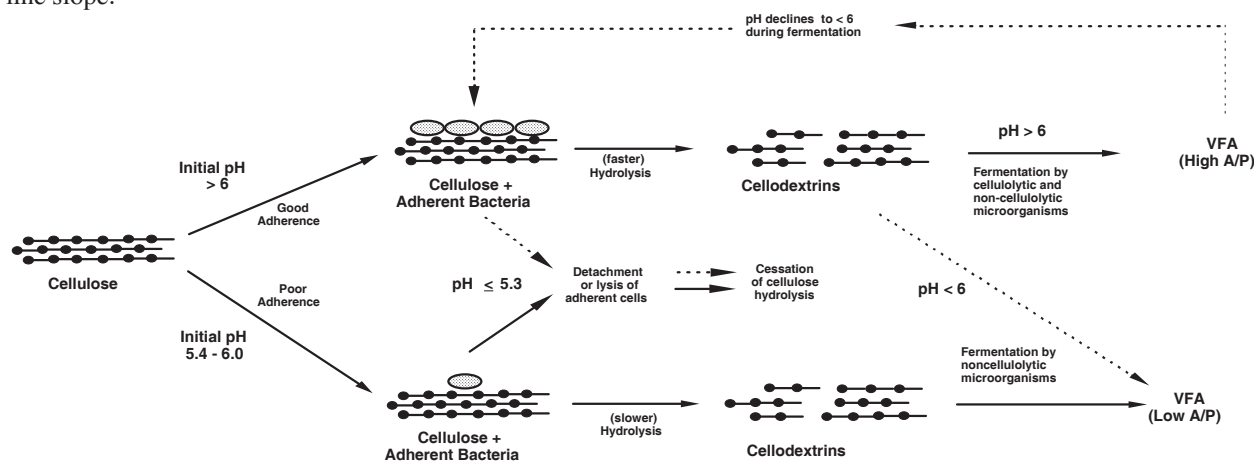 line slope.
pH declines to < 6
during fermentation
Initial pH
> 6
Good
Adherence
Cellulose +
Adherent Bacteria
(faster)
Hydrolysis
Cellodextrins
pH > 6
Fermentation by
cellulolytic and
non-cellulolytic
microorganisms
VFA
(High A/P)
Cellulose
Poor
Adherence
Initial pH
5.4 - 6.0
pH ≤ 5.3
Detachment
or lysis of
adherent cells
Cessation
of cellulose
hydrolysis
pH < 6
Cellulose +
Adherent Bacteria
(slower)
Hydrolysis
Cellodextrins
Fermentation by
noncellulolytic
microorganisms
VFA
(Low A/P)